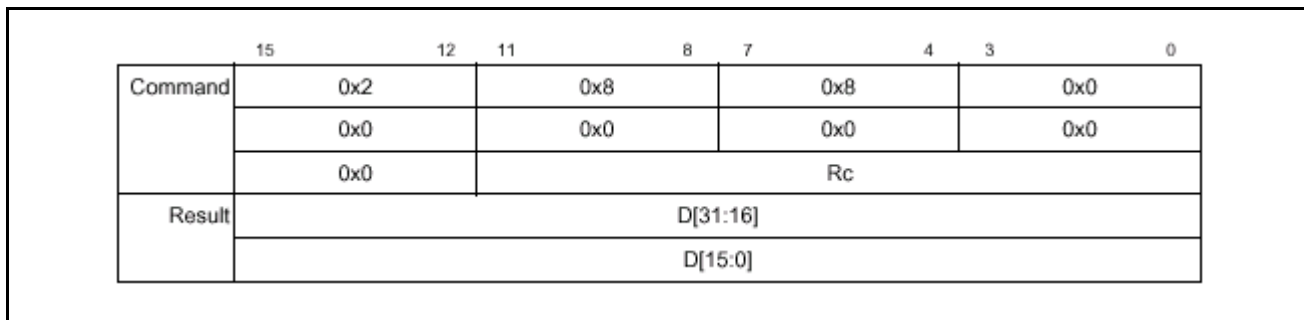 15 12 11 8 7 4 3 0
Command 0x2 0x8 0x8 0x0
0x0 0x0 0x0 0x0
0x0 Rc
Result D[31:16]
D[15:0]